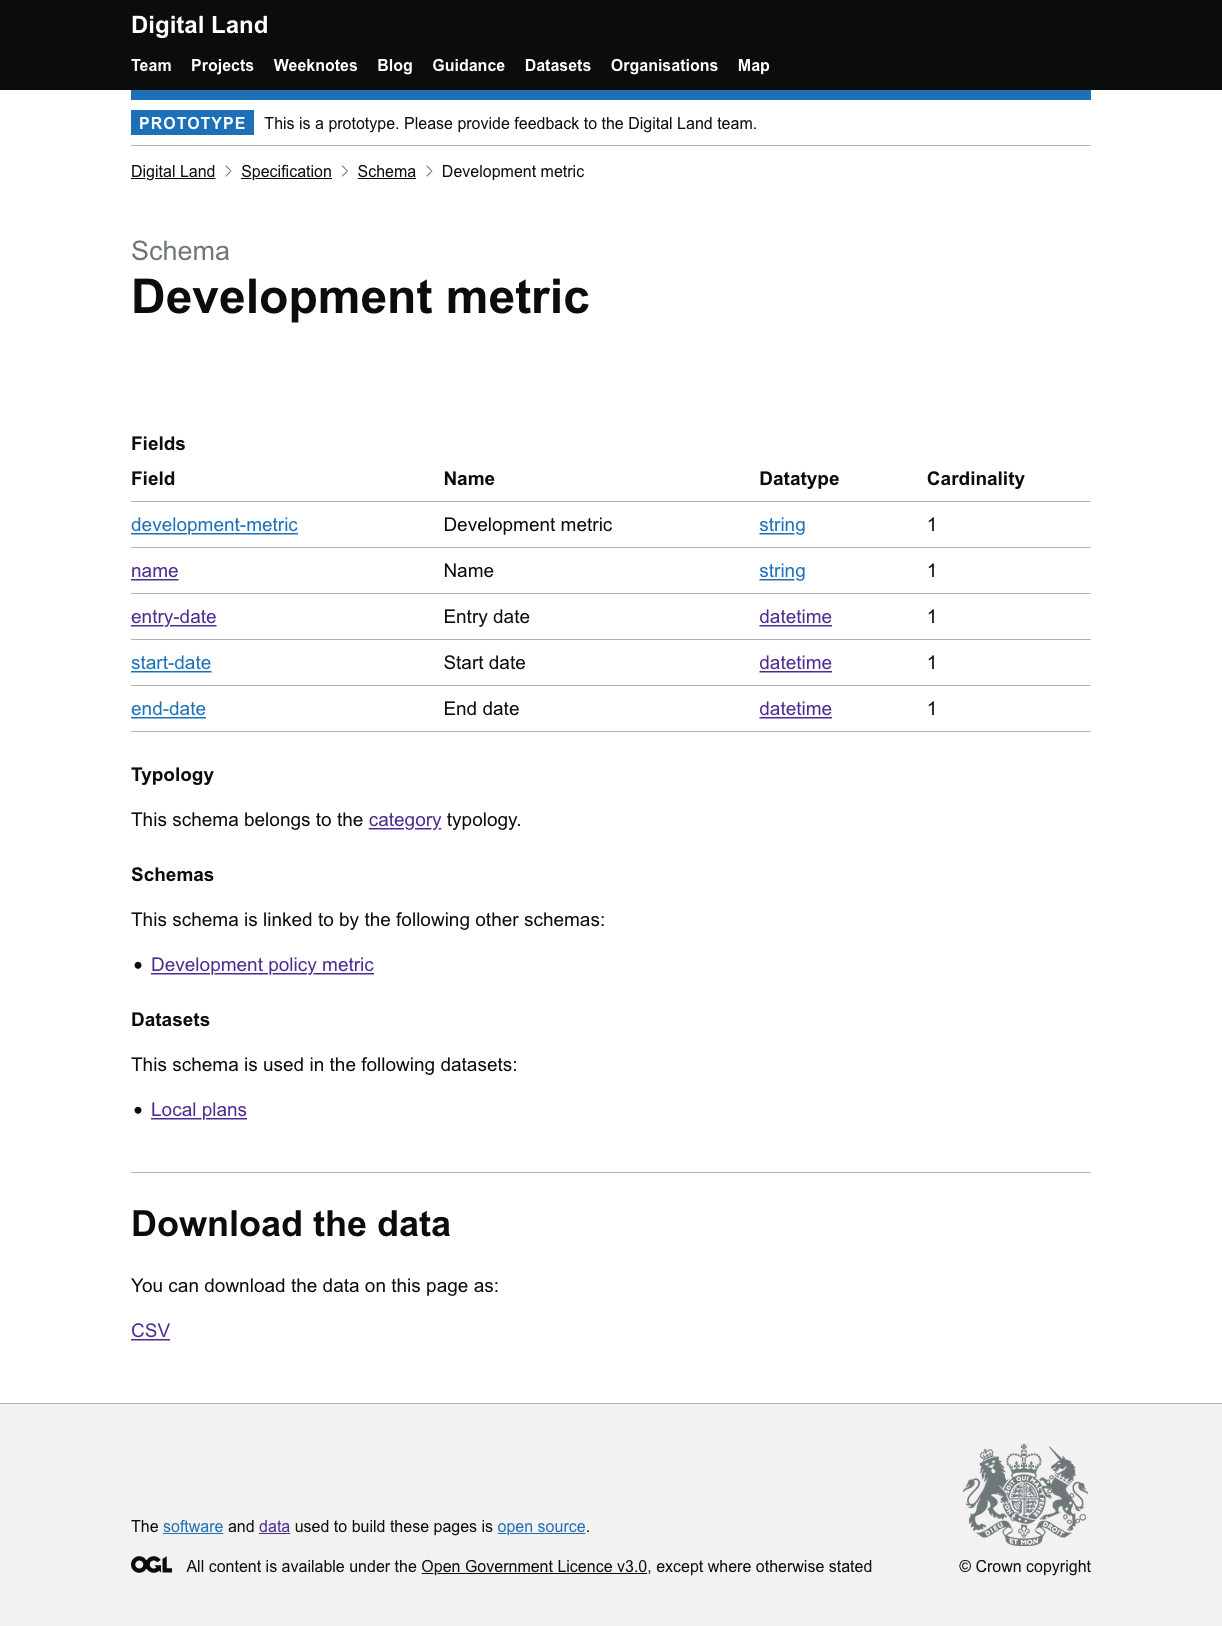 Digital Land
Team Projects Weeknotes Blog Guidance Datasets Organisations Map
PROTOTYPE This is a prototype. Please provide feedback to the Digital Land team.
Digital Land > Specification > Schema > Development metric
Schema
Development metric
Fields
Field Name Datatype Cardinality
development-metric Development metric string 1
name Name string 1
entry-date Entry date datetime 1
start-date Start date datetime 1
end-date End date datetime 1
Typology
This schema belongs to the category typology.
Schemas
This schema is linked to by the following other schemas:
• Development policy metric
Datasets
This schema is used in the following datasets:
• Local plans
Download the data
You can download the data on this page as:
CSV
The software and data used to build these pages is open source.
OGL All content is available under the Open Government Licence v3.0, except where otherwise stated
DIEU ET MON DROIT
© Crown copyright